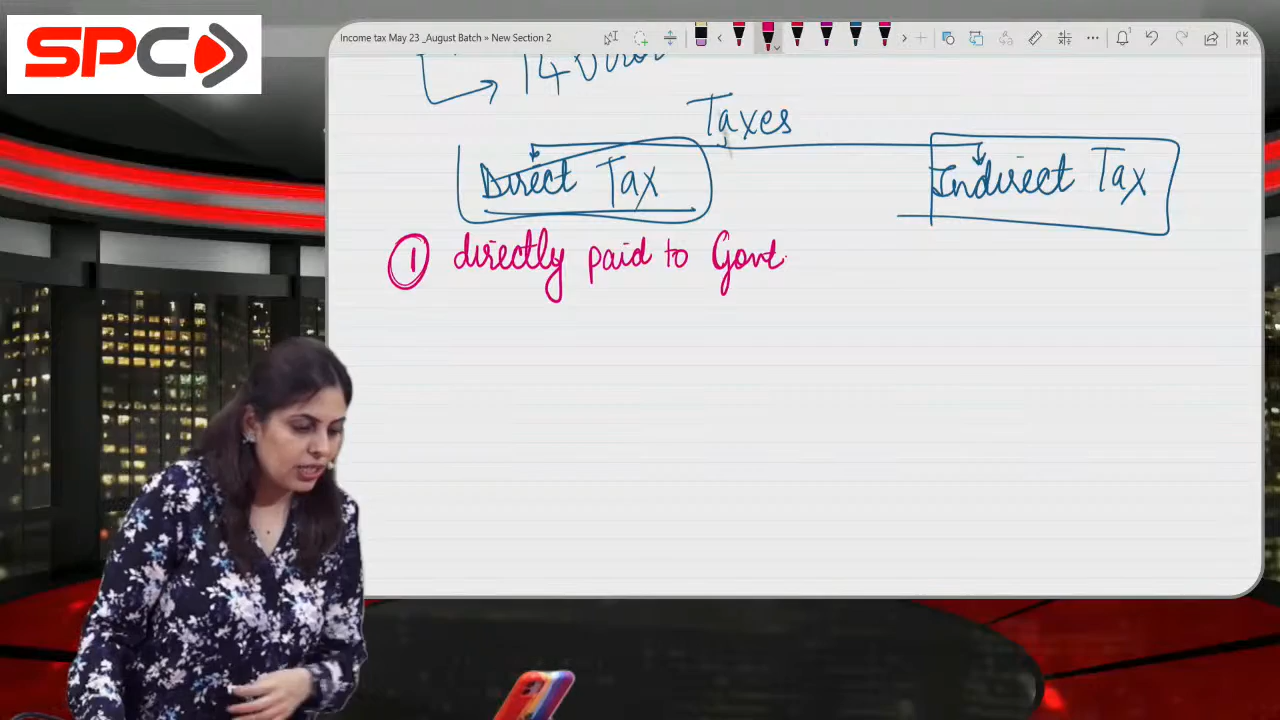 SPC
Income tax May 23 _August Batch » New Section 2
Taxes
Direct Tax
Indirect Tax
① directly paid to Govt.